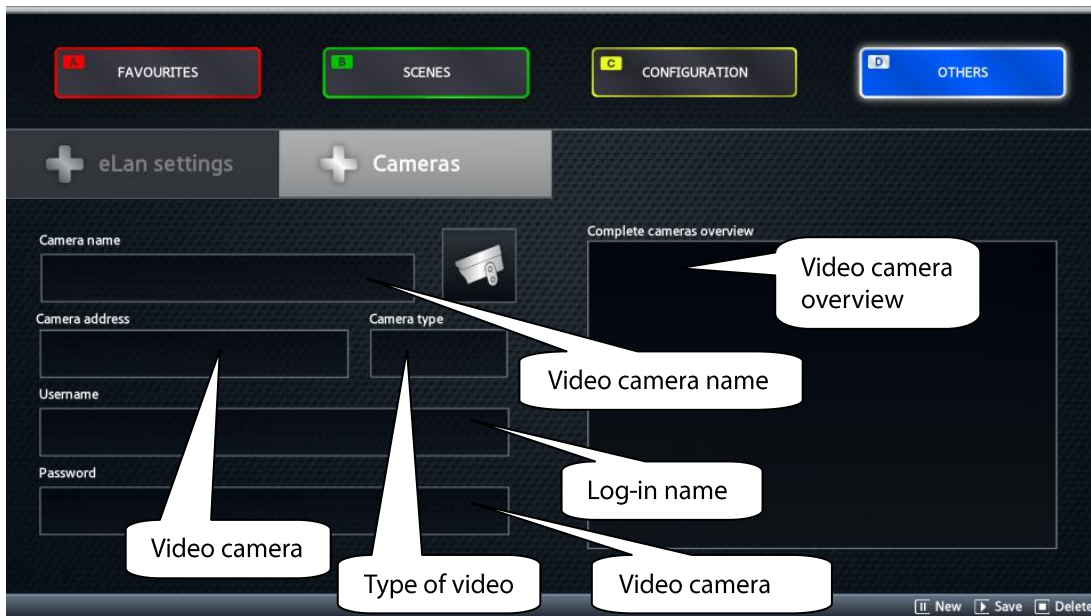 A FAVOURITES
B SCENES
C CONFIGURATION
D OTHERS
eLan settings
Cameras
Camera name
Complete cameras overview
Video camera
overview
Camera address
Camera type
Video camera name
Username
Log-in name
Password
Video camera
Type of video
Video camera
New Save Delete